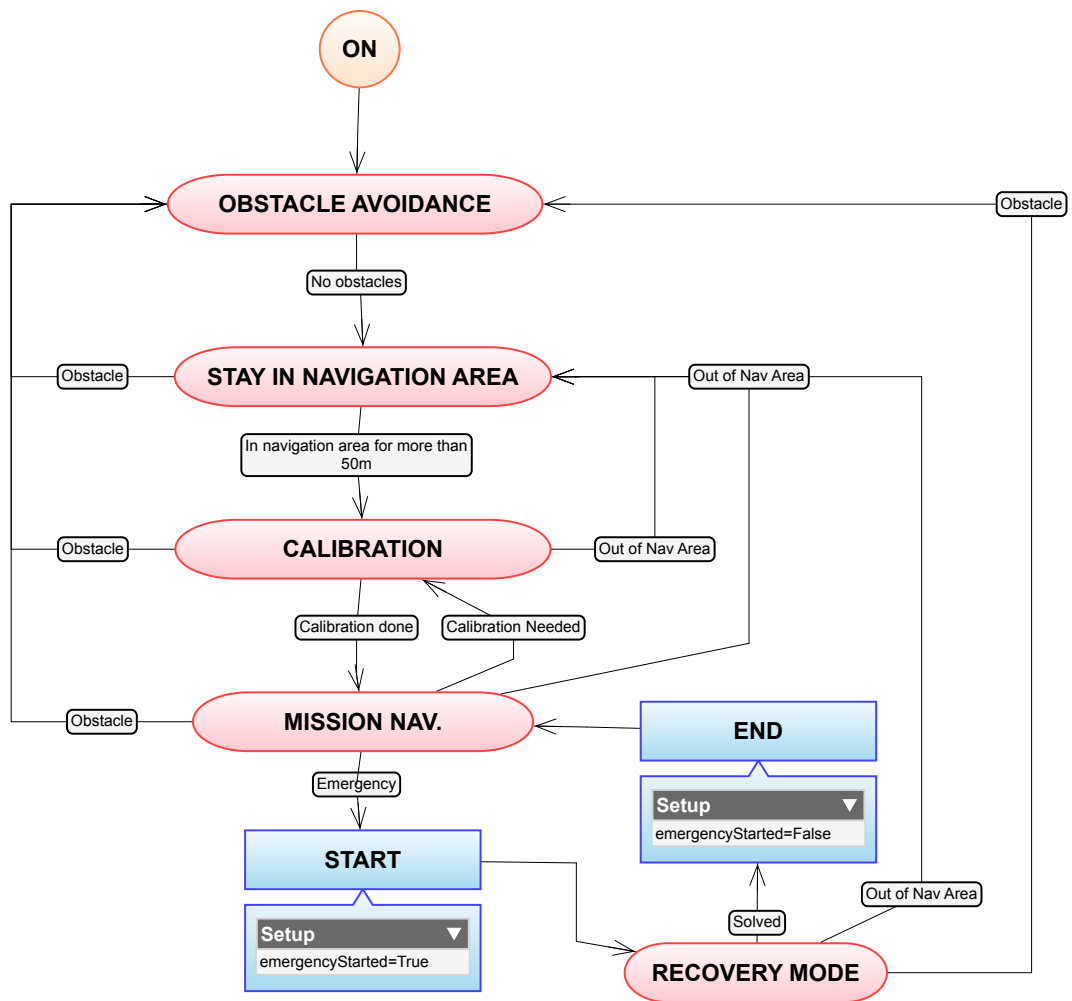 ON
OBSTACLE AVOIDANCE
Obstacle
No obstacles
Obstacle
STAY IN NAVIGATION AREA
Out of Nav Area
In navigation area for more than
50m
Obstacle
CALIBRATION
Out of Nav Area
Calibration done
Calibration Needed
Obstacle
MISSION NAV.
END
Setup
emergencyStarted=False
Emergency
START
Setup
emergencyStarted=True
Out of Nav Area
Solved
RECOVERY MODE